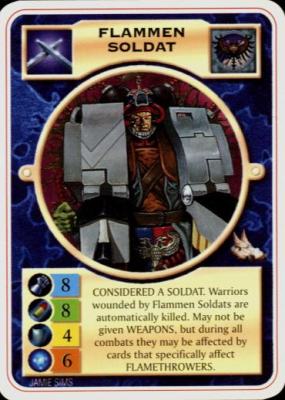 FLAMMEN
SOLDAT
8
8
4
6
CONSIDERED A SOLDAT. Warriors
wounded by Flammen Soldats are
automatically killed. May not be
given WEAPONS, but during all
combats they may be affected by
cards that specifically affect
FLAMETHROWERS.
JAMIE SIMS